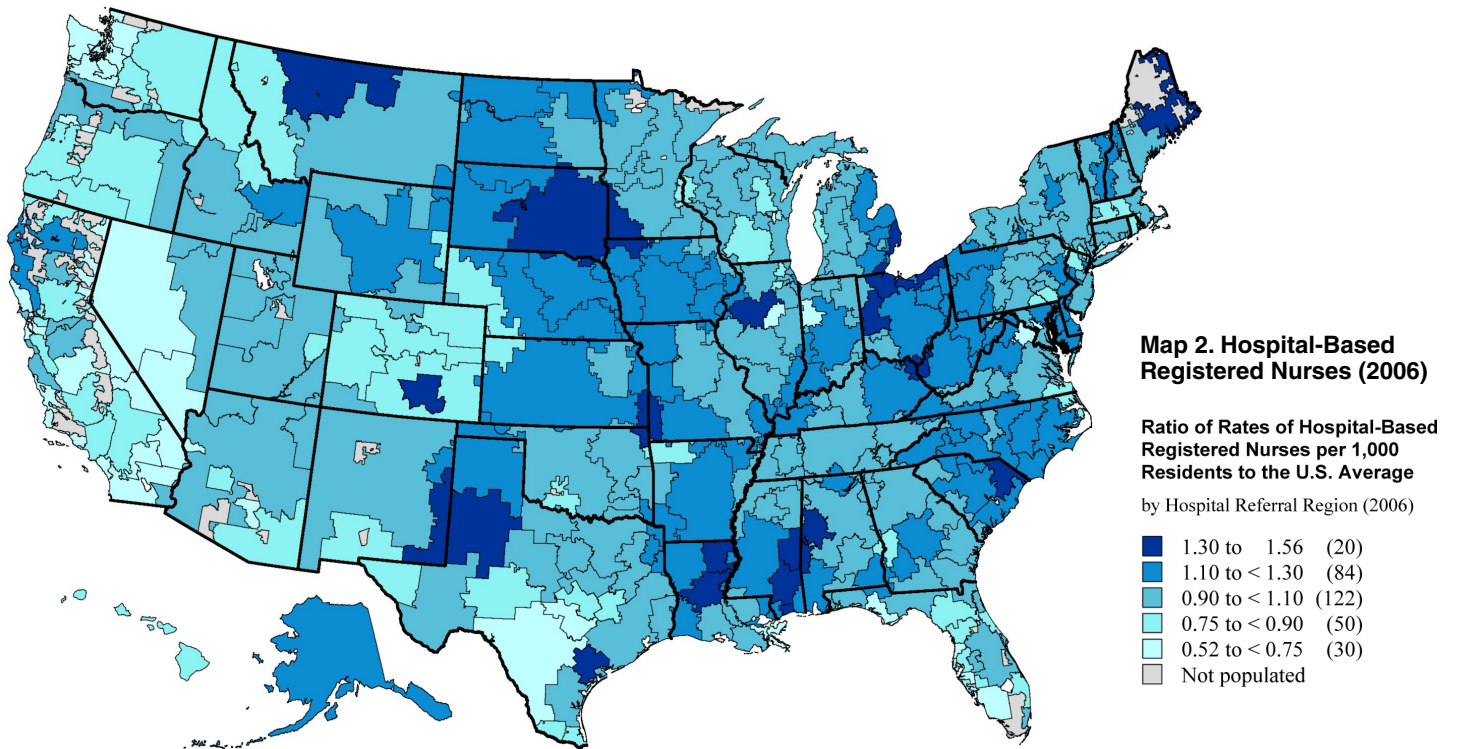 Map 2. Hospital-Based
Registered Nurses (2006)
Ratio of Rates of Hospital-Based
Registered Nurses per 1,000
Residents to the U.S. Average
by Hospital Referral Region (2006)
1.30 to 1.56 (20)
1.10 to < 1.30 (84)
0.90 to < 1.10 (122)
0.75 to < 0.90 (50)
0.52 to < 0.75 (30)
Not populated